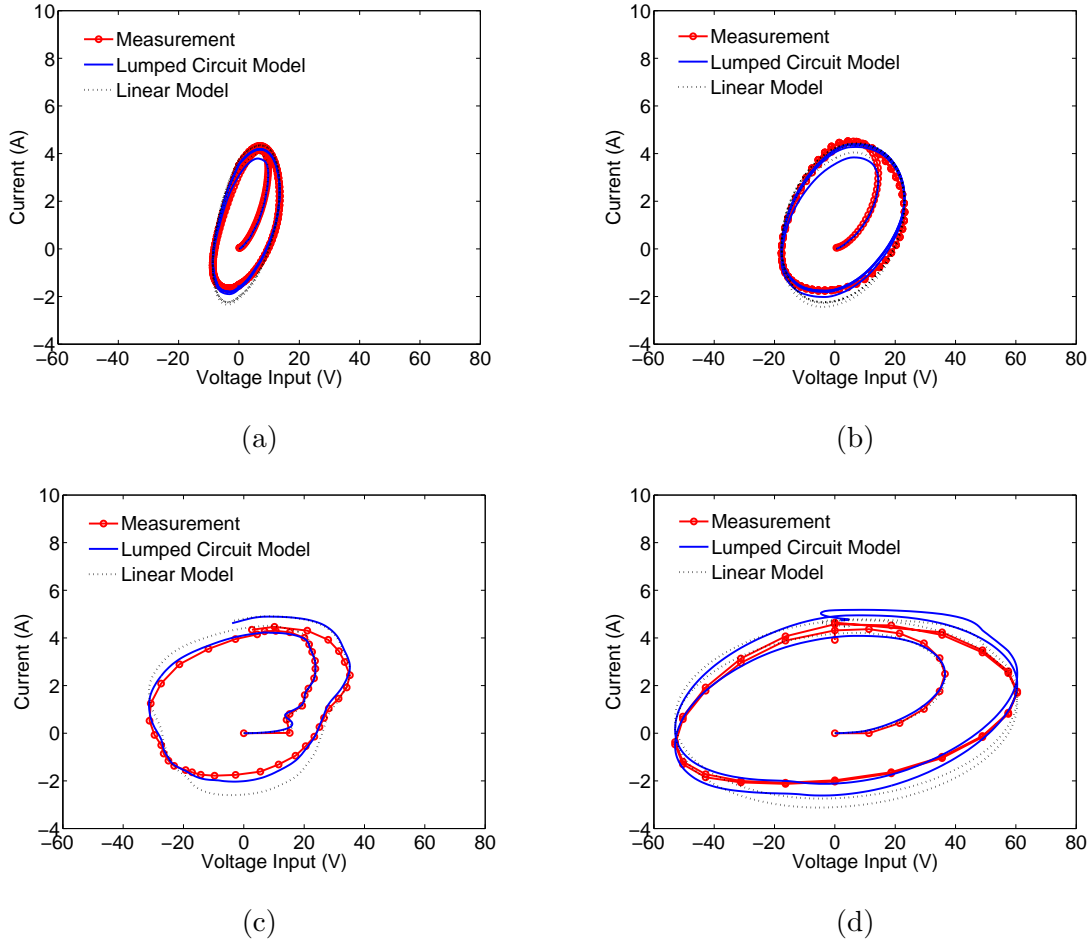 10
8
6
4
2
0
−2
−4
−60 −40 −20 0 20 40 60 80
Current (A)
Voltage Input (V)
Measurement
Lumped Circuit Model
Linear Model
(a)
10
8
6
4
2
0
−2
−4
−60 −40 −20 0 20 40 60 80
Current (A)
Voltage Input (V)
Measurement
Lumped Circuit Model
Linear Model
(b)
10
8
6
4
2
0
−2
−4
−60 −40 −20 0 20 40 60 80
Current (A)
Voltage Input (V)
Measurement
Lumped Circuit Model
Linear Model
(c)
10
8
6
4
2
0
−2
−4
−60 −40 −20 0 20 40 60 80
Current (A)
Voltage Input (V)
Measurement
Lumped Circuit Model
Linear Model
(d)